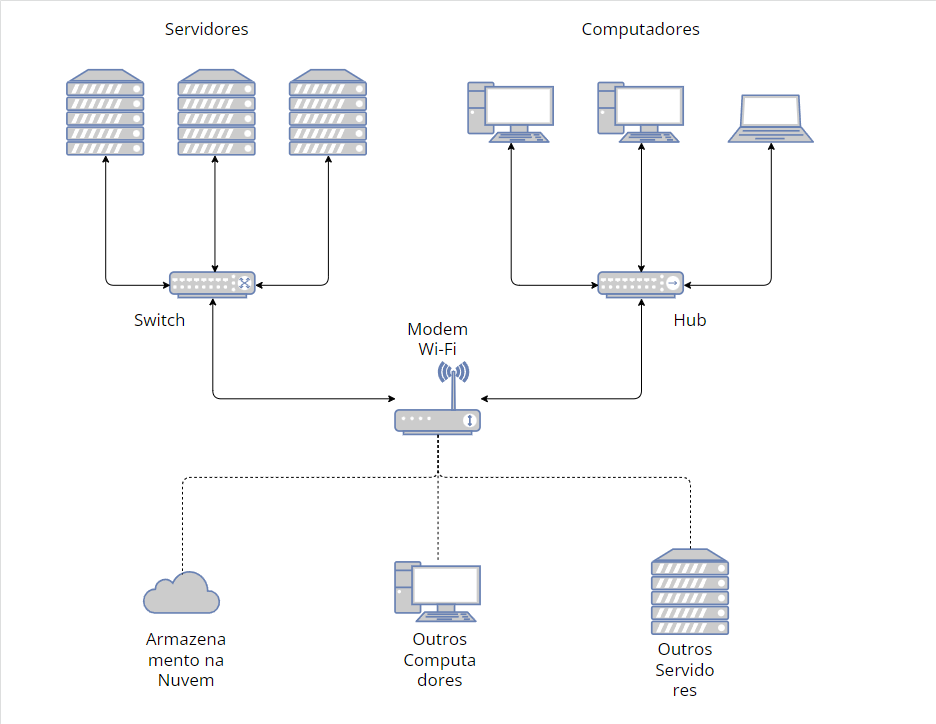 Servidores
Computadores
Switch
Hub
Modem
Wi-Fi
Armazena
mento na
Nuvem
Outros
Computa
dores
Outros
Servido
res